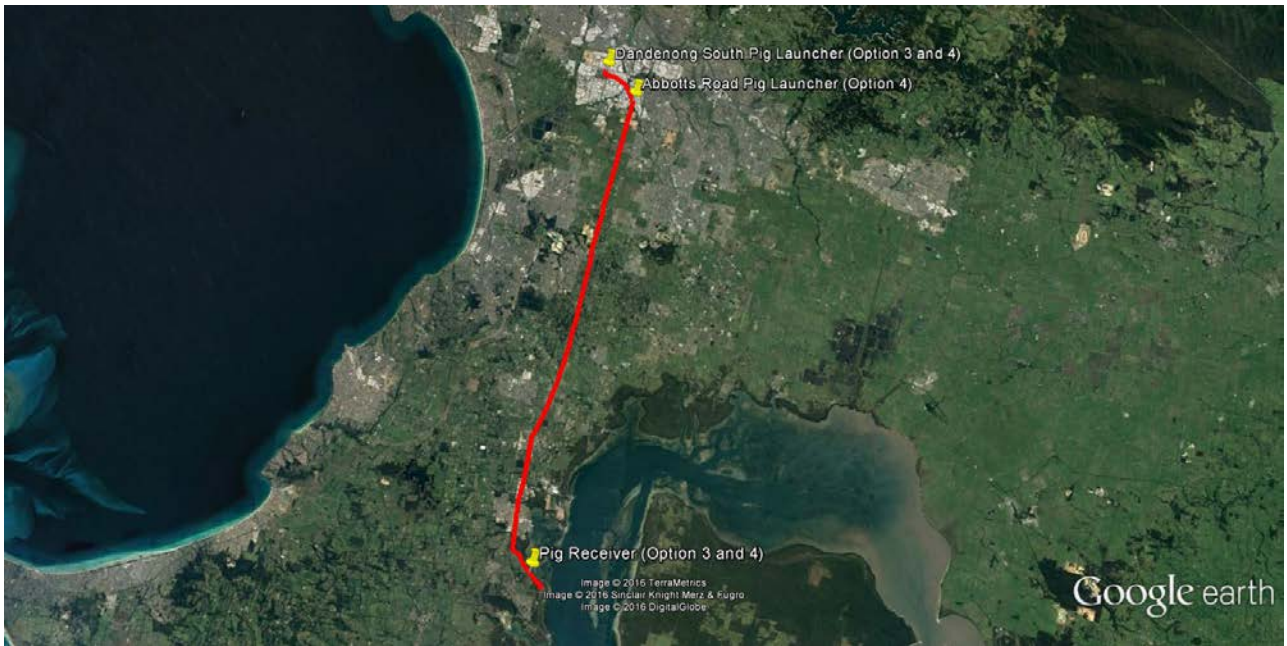 Dandenong South Pig Launcher (Option 3 and 4)
Abbotts Road Pig Launcher (Option 4)
Pig Receiver (Option 3 and 4)
Image © 2016 TerraMetrics
Image © 2016 Sinclair Knight Merz & Fugro
Image © 2016 DigitalGlobe
Google earth